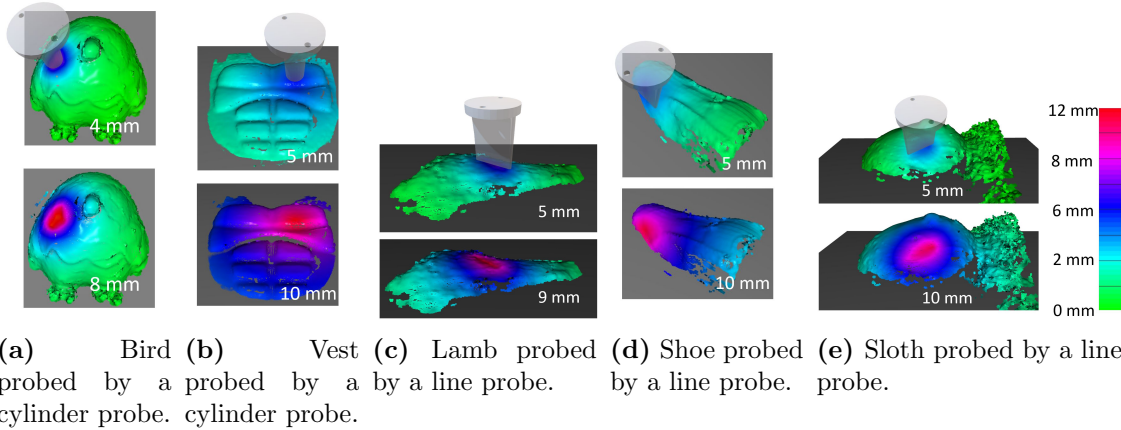 4 mm
8 mm
5 mm
10 mm
5 mm
9 mm
5 mm
10 mm
5 mm
10 mm
12 mm
8 mm
6 mm
2 mm
0 mm
(a) Bird
probed by a
cylinder probe.
(b) Vest
probed by a
cylinder probe.
(c) Lamb probed
by a line probe.
(d) Shoe probed
by a line probe.
(e) Sloth probed by a line
probe.